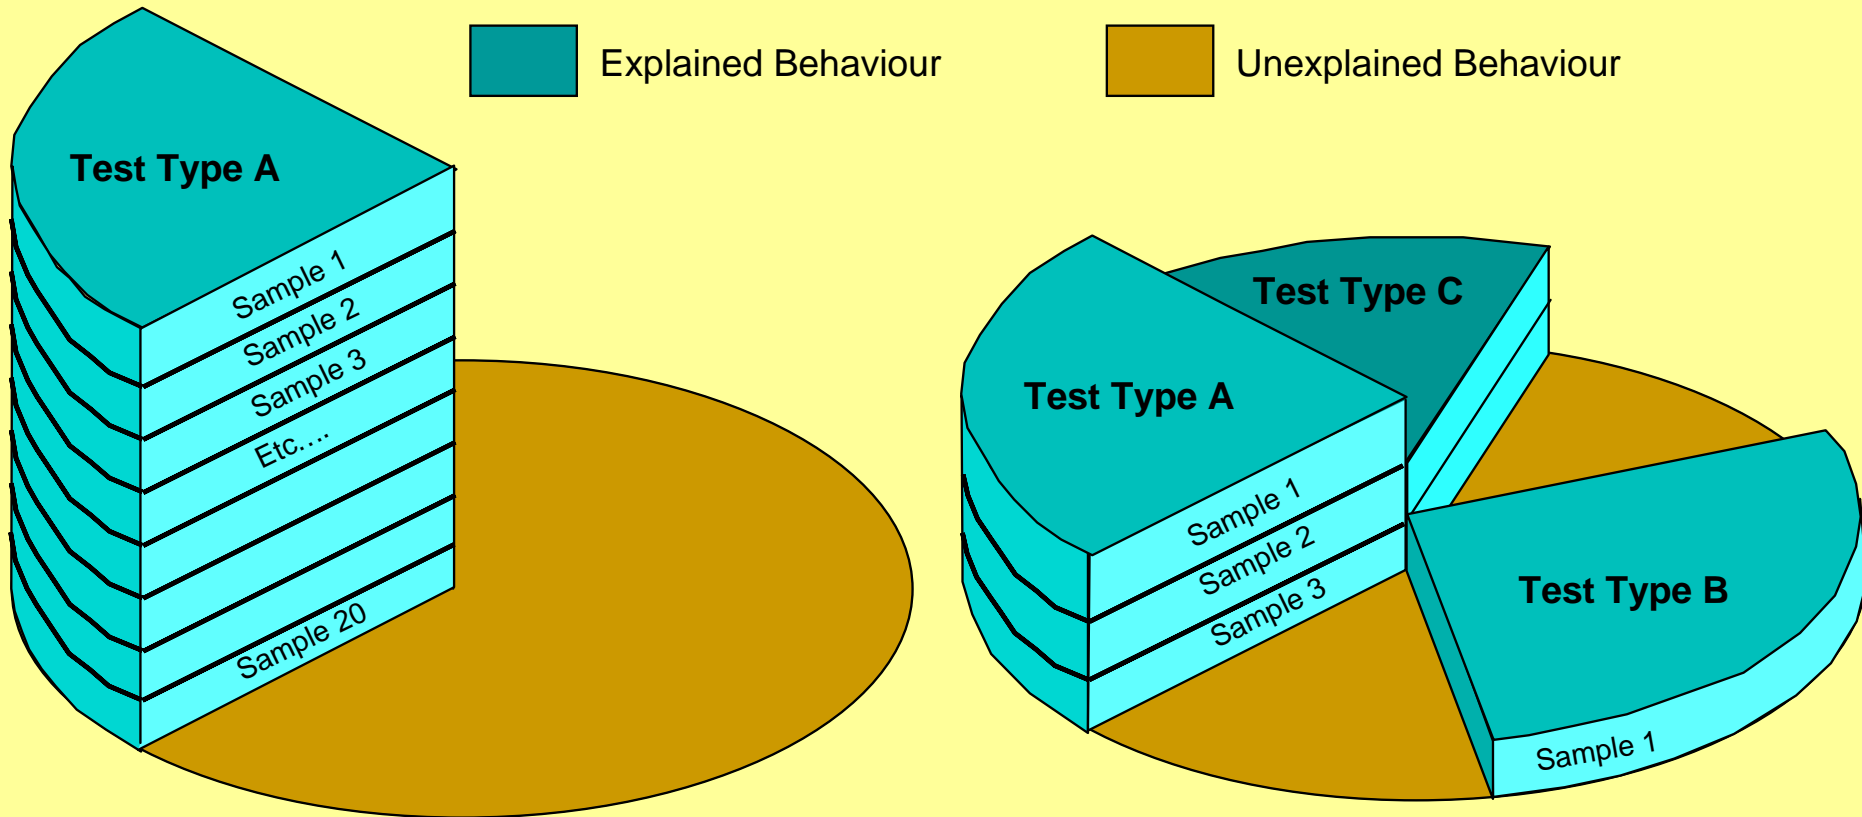 Explained Behaviour
Unexplained Behaviour
Test Type A
Sample 1
Sample 2
Sample 3
Etc....
Sample 20
Test Type C
Test Type A
Sample 1
Sample 2
Sample 3
Test Type B
Sample 1